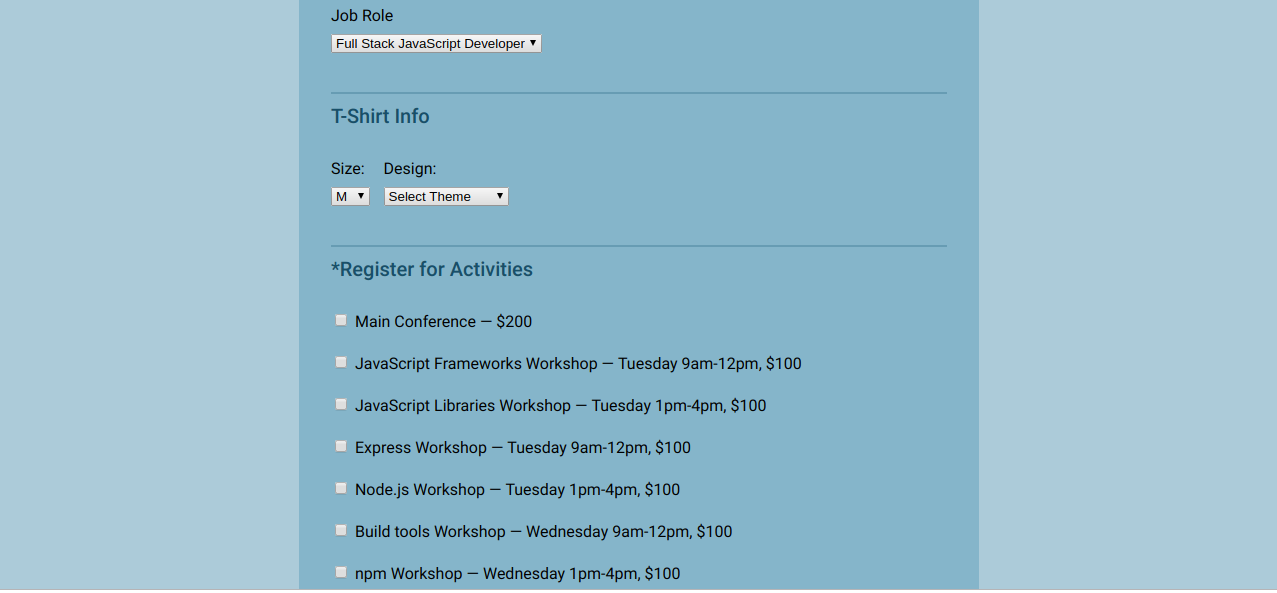 Job Role
Full Stack JavaScript Developer
T-Shirt Info
Size: Design:
M Select Theme
*Register for Activities
Main Conference — $200
JavaScript Frameworks Workshop — Tuesday 9am-12pm, $100
JavaScript Libraries Workshop — Tuesday 1pm-4pm, $100
Express Workshop — Tuesday 9am-12pm, $100
Node.js Workshop — Tuesday 1pm-4pm, $100
Build tools Workshop — Wednesday 9am-12pm, $100
npm Workshop — Wednesday 1pm-4pm, $100